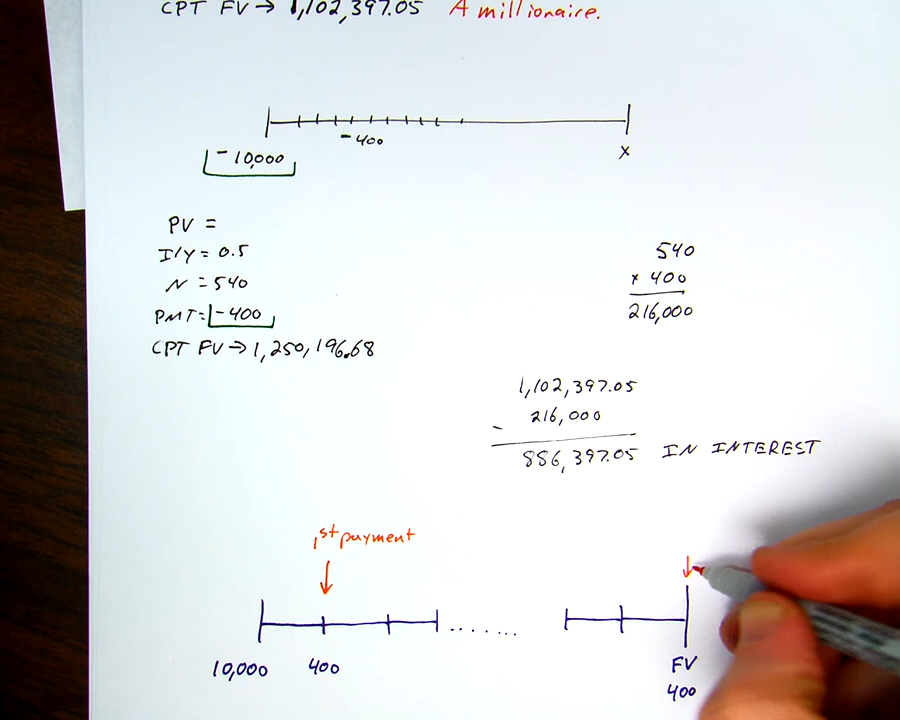 CPT FV → 1,102,397.05 A millionaire.
-400
-10,000
x
PV =
I/Y = 0.5
N = 540
PMT = -400
CPT FV → 1,250,196.68
540
x 400
216,000
1,102,397.05
- 216,000
886,397.05 IN INTEREST
1st payment
10,000 400 FV
400